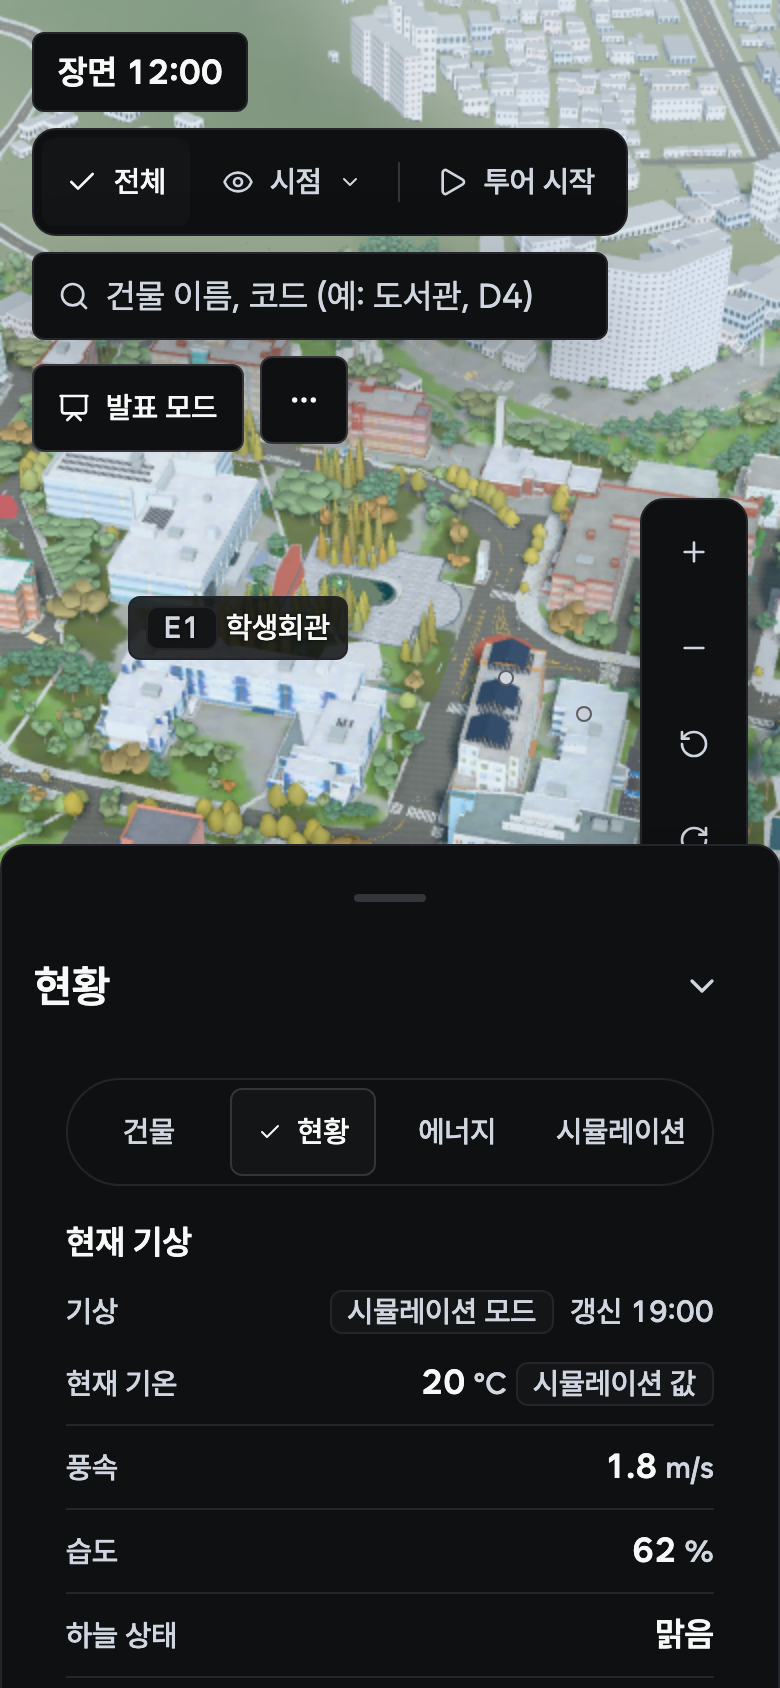 장면 12:00
전체 시점 투어 시작
건물 이름, 코드 (예: 도서관, D4)
발표 모드 ···
E1 학생회관
현황
건물 현황 에너지 시뮬레이션
현재 기상
기상 시뮬레이션 모드 갱신 19:00
현재 기온 20 °C 시뮬레이션 값
풍속 1.8 m/s
습도 62 %
하늘 상태 맑음